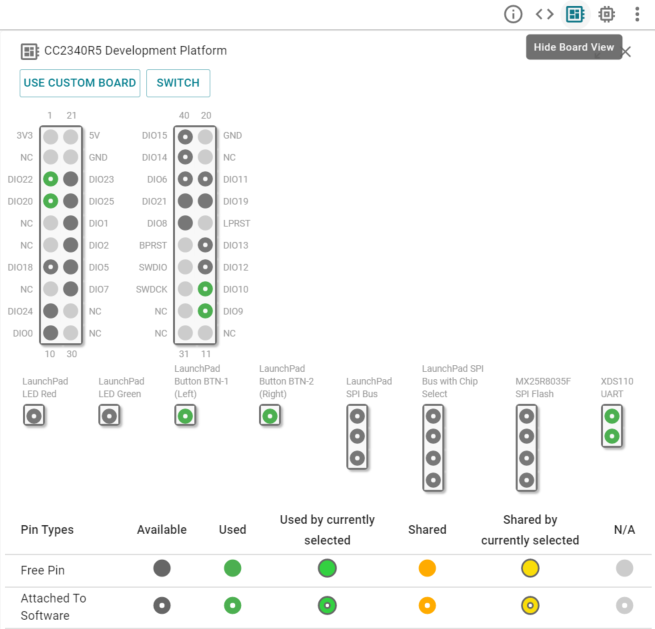 Hide Board View
CC2340R5 Development Platform
USE CUSTOM BOARD
SWITCH
1 21
40 20
3V3 5V DIO15 GND
NC GND DIO14 NC
DIO22 DIO23 DIO6 DIO11
DIO20 DIO25 DIO21 DIO19
NC DIO1 DIO8 LPRST
NC DIO2 BPRST DIO13
DIO18 DIO5 SWDIO DIO12
NC DIO7 SWDCK DIO10
DIO24 NC NC DIO9
DIO0 NC NC NC
10 30
31 11
LaunchPad
LED Red
LaunchPad
LED Green
LaunchPad
Button BTN-1
(Left)
LaunchPad
Button BTN-2
(Right)
LaunchPad
SPI Bus
LaunchPad SPI
Bus with Chip
Select
MX25R8035F
SPI Flash
XDS110
UART
Pin Types
Available
Used
Used by currently
selected
Shared
Shared by
currently selected
N/A
Free Pin
Attached To
Software